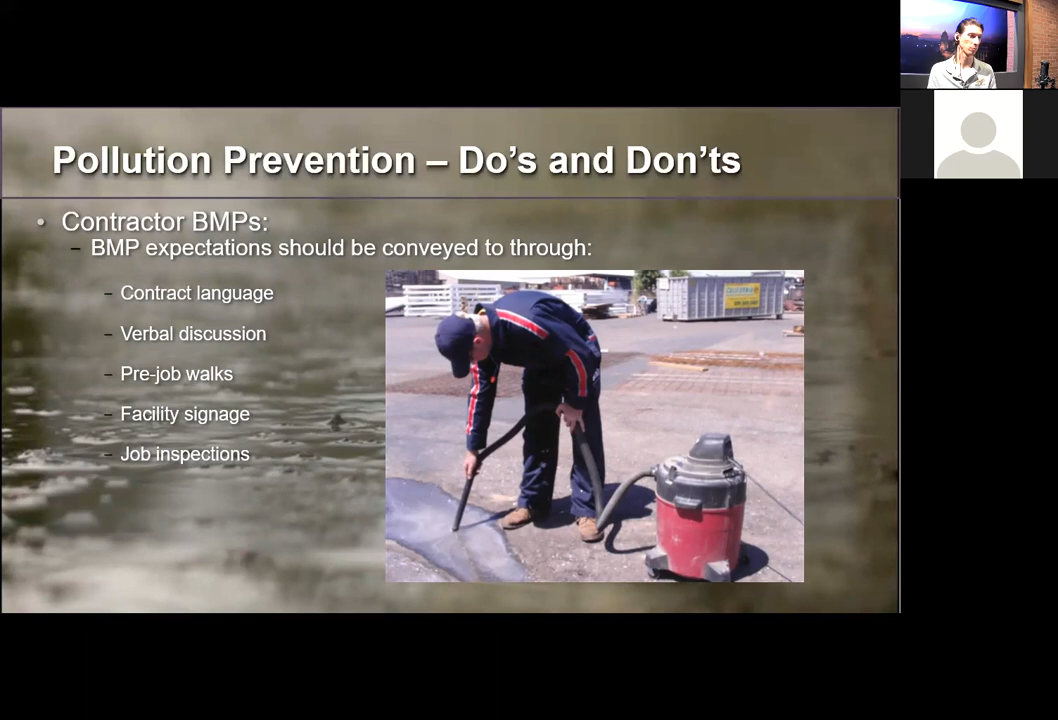 Pollution Prevention – Do’s and Don’ts
• Contractor BMPs:
– BMP expectations should be conveyed to through:
– Contract language
– Verbal discussion
– Pre-job walks
– Facility signage
– Job inspections